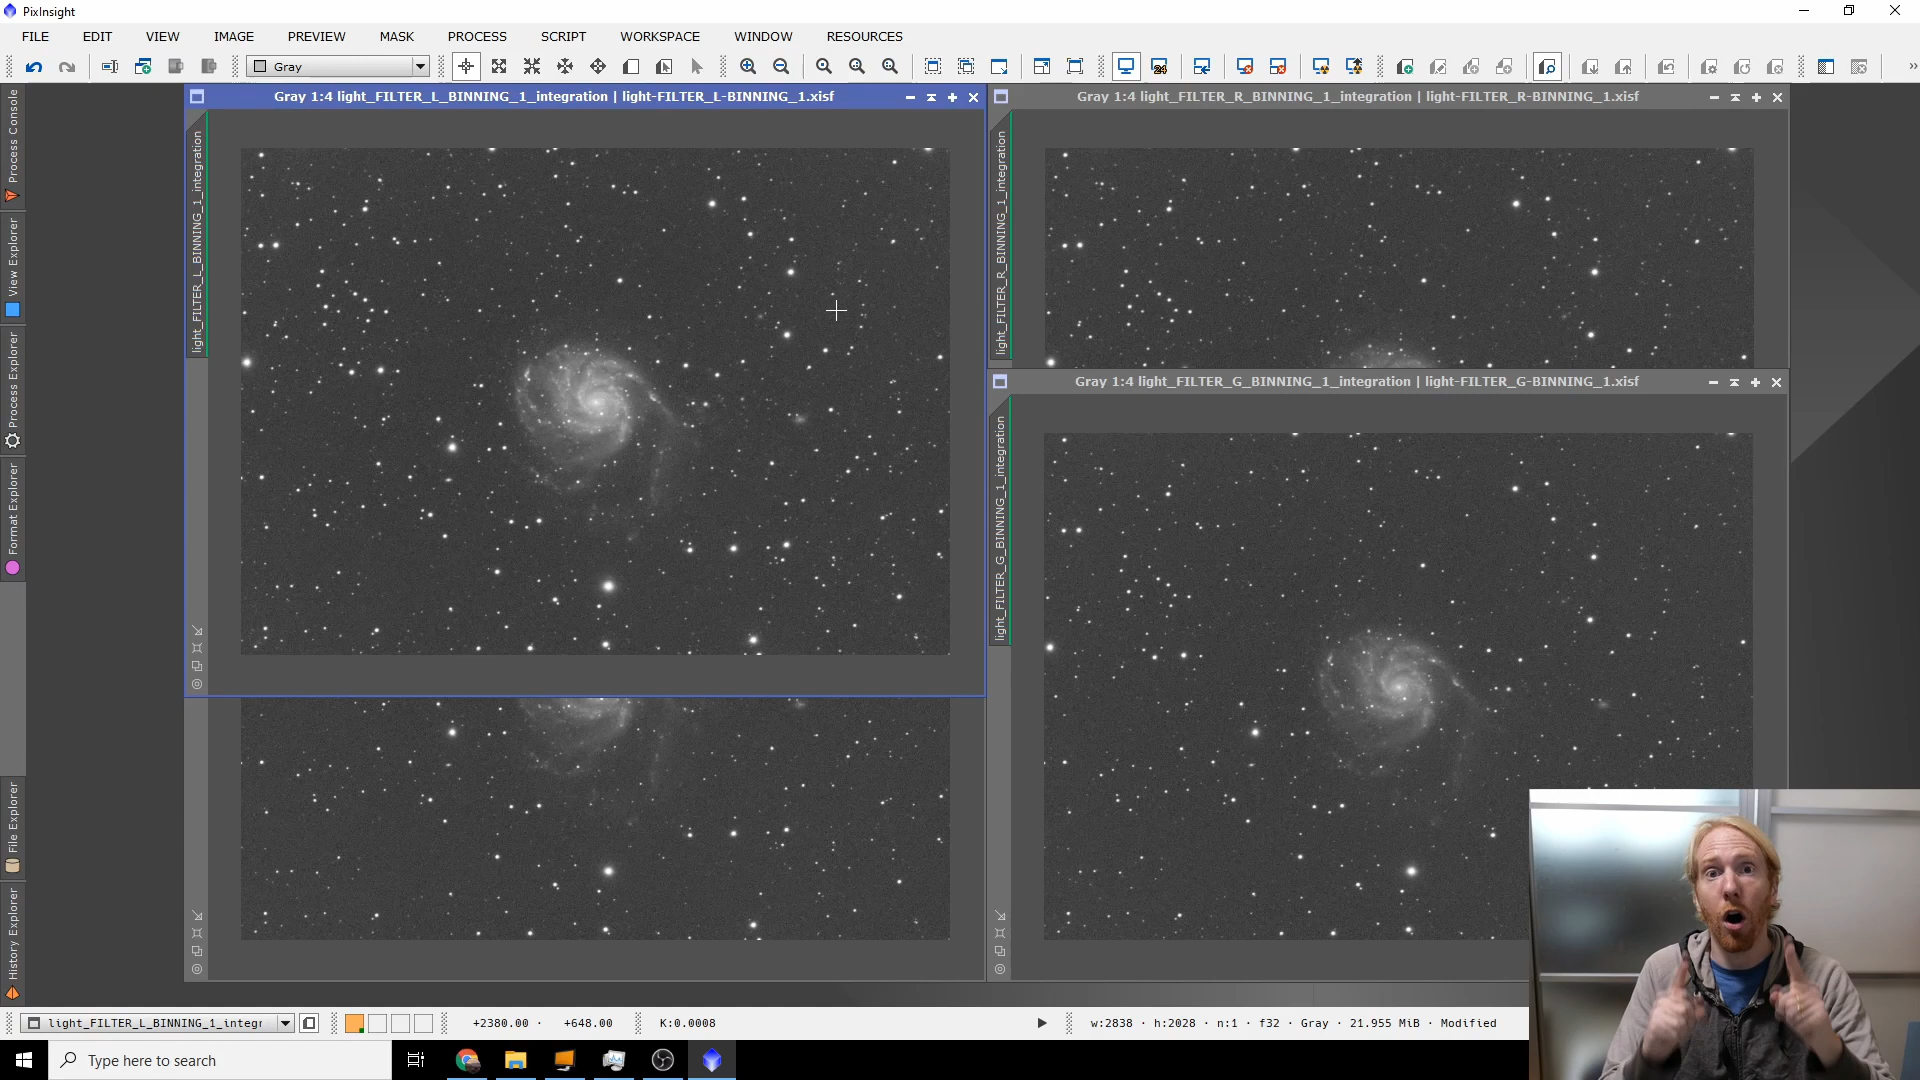 PixInsight
FILE EDIT VIEW IMAGE PREVIEW MASK PROCESS SCRIPT WORKSPACE WINDOW RESOURCES
Gray
24
Gray 1:4 light_FILTER_L_BINNING_1_integration | light-FILTER_L-BINNING_1.xisf
Gray 1:4 light_FILTER_R_BINNING_1_integration | light-FILTER_R-BINNING_1.xisf
Gray 1:4 light_FILTER_G_BINNING_1_integration | light-FILTER_G-BINNING_1.xisf
light_FILTER_L_BINNING_1_integration
light_FILTER_R_BINNING_1_integration
light_FILTER_G_BINNING_1_integration
Process Console
View Explorer
Process Explorer
Format Explorer
File Explorer
History Explorer
light_FILTER_L_BINNING_1_integr
+2380.00 · +648.00 K:0.0008
w:2838 · h:2028 · n:1 · f32 · Gray · 21.955 MiB · Modified
Type here to search